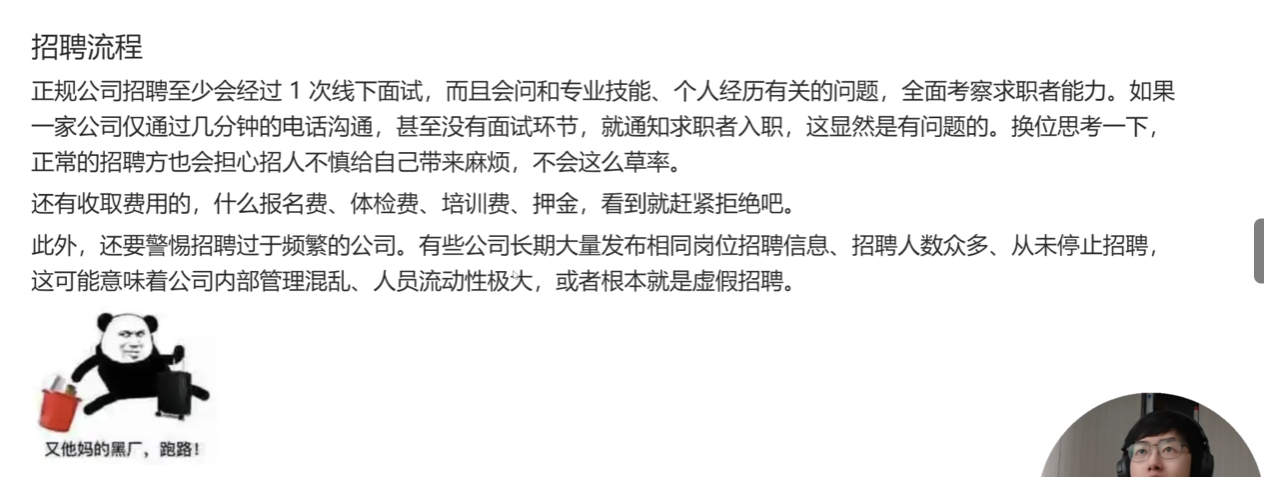 招聘流程
正规公司招聘至少会经过 1 次线下面试，而且会问和专业技能、个人经历有关的问题，全面考察求职者能力。如果
一家公司仅通过几分钟的电话沟通，甚至没有面试环节，就通知求职者入职，这显然是有问题的。换位思考一下，
正常的招聘方也会担心招人不慎给自己带来麻烦，不会这么草率。
还有收取费用的，什么报名费、体检费、培训费、押金，看到就赶紧拒绝吧。
此外，还要警惕招聘过于频繁的公司。有些公司长期大量发布相同岗位招聘信息、招聘人数众多、从未停止招聘，
这可能意味着公司内部管理混乱、人员流动性极大，或者根本就是虚假招聘。
又他妈的黑厂，跑路！